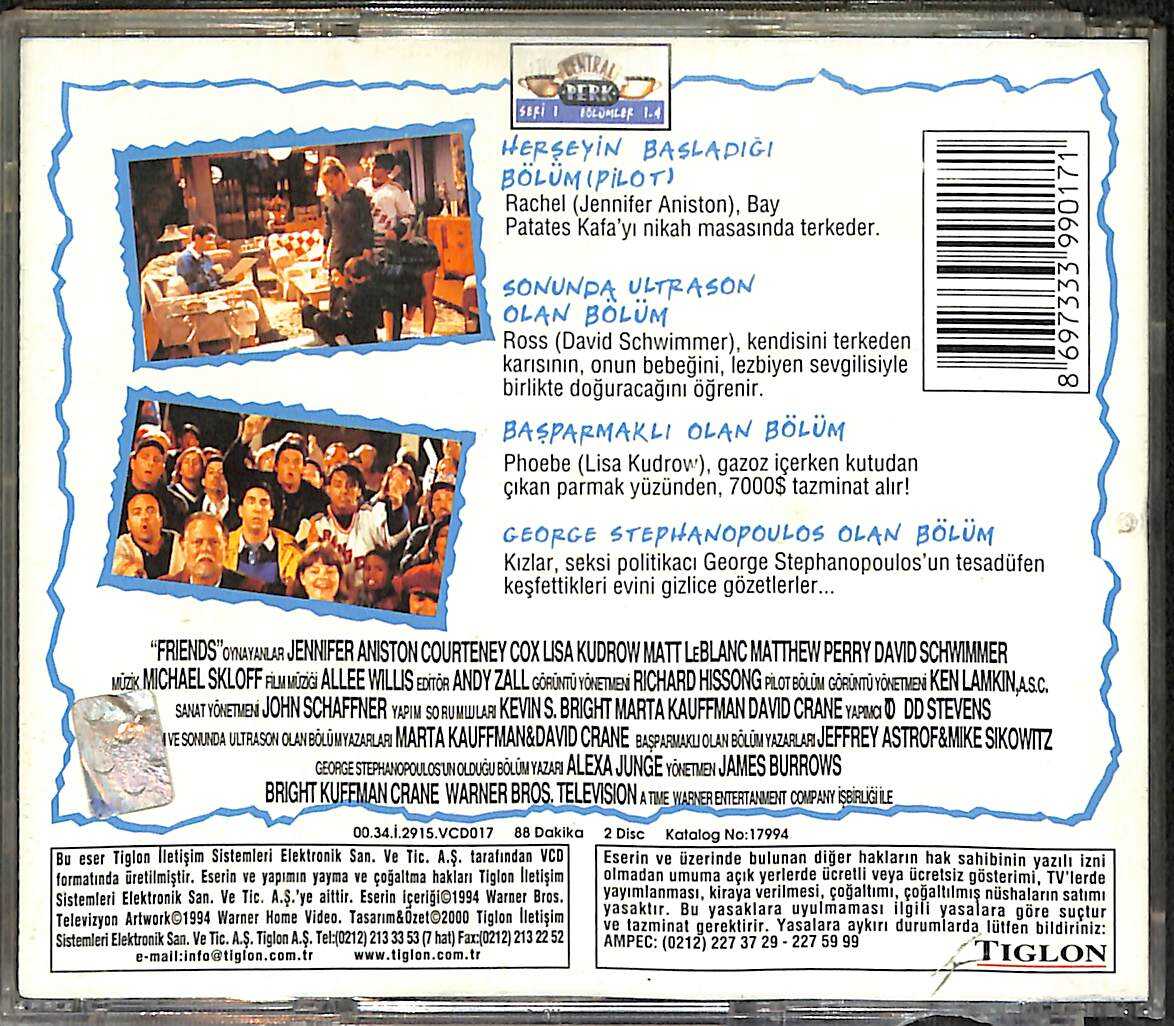 CENTRAL
PERK
SERİ 1 BÖLÜMLER 1-4
HERŞEYİN BAŞLADIĞI
BÖLÜM(PİLOT)
Rachel (Jennifer Aniston), Bay
Patates Kafa'yı nikah masasında terkeder.
SONUNDA ULTRASON
OLAN BÖLÜM
Ross (David Schwimmer), kendisini terkeden
karısının, onun bebeğini, lezbiyen sevgilisiyle
birlikte doğuracağını öğrenir.
BAŞPARMAKLI OLAN BÖLÜM
Phoebe (Lisa Kudrow), gazoz içerken kutudan
çıkan parmak yüzünden, 7000$ tazminat alır!
GEORGE STEPHANOPOULOS OLAN BÖLÜM
Kızlar, seksi politikacı George Stephanopoulos'un tesadüfen
keşfettikleri evini gizlice gözetlerler...
8697333990171
"FRIENDS" OYNAYANLAR JENNIFER ANISTON COURTENEY COX LISA KUDROW MATT LeBLANC MATTHEW PERRY DAVID SCHWIMMER
MÜZİK MICHAEL SKLOFF FİLM MÜZİĞİ ALLEE WILLIS EDİTÖR ANDY ZALL GÖRÜNTÜ YÖNETMENİ RICHARD HISSONG PİLOT BÖLÜM GÖRÜNTÜ YÖNETMENİ KEN LAMKIN,A.S.C.
SANAT YÖNETMENİ JOHN SCHAFFNER YAPIM SORUMLULARI KEVIN S. BRIGHT MARTA KAUFFMAN DAVID CRANE YAPIMCI TO DD STEVENS
VE SONUNDA ULTRASON OLAN BÖLÜM YAZARLARI MARTA KAUFFMAN&DAVID CRANE BAŞPARMAKLI OLAN BÖLÜM YAZARLARI JEFFREY ASTROF&MIKE SIKOWITZ
GEORGE STEPHANOPOULOS'UN OLDUĞU BÖLÜM YAZARI ALEXA JUNGE YÖNETMEN JAMES BURROWS
BRIGHT KUFFMAN CRANE WARNER BROS. TELEVISION A TIME WARNER ENTERTANMENT COMPANY İŞBİRLİĞİ İLE
00.34.İ.2915.VCD017 88 Dakika 2 Disc Katalog No:17994
Bu eser Tiglon İletişim Sistemleri Elektronik San. Ve Tic. A.Ş. tarafından VCD
formatında üretilmiştir. Eserin ve yapımın yayma ve çoğaltma hakları Tiglon İletişim
Sistemleri Elektronik San. Ve Tic. A.Ş.'ye aittir. Eserin İçeriği©1994 Warner Bros.
Televizyon Artwork©1994 Warner Home Video. Tasarım&Özet©2000 Tiglon İletişim
Sistemleri Elektronik San. Ve Tic. A.Ş. Tiglon A.Ş. Tel:(0212) 213 33 53 (7 hat) Fax:(0212) 213 22 52
e-mail:info@tiglon.com.tr www.tiglon.com.tr
Eserin ve üzerinde bulunan diğer hakların hak sahibinin yazılı izni
olmadan umuma açık yerlerde ücretli veya ücretsiz gösterimi, TV'lerde
yayımlanması, kiraya verilmesi, çoğaltımı, çoğaltılmış nüshaların satımı
yasaktır. Bu yasaklara uyulmaması ilgili yasalara göre suçtur
ve tazminat gerektirir. Yasalara aykırı durumlarda lütfen bildiriniz:
AMPEC: (0212) 227 37 29 - 227 59 99
TIGLON